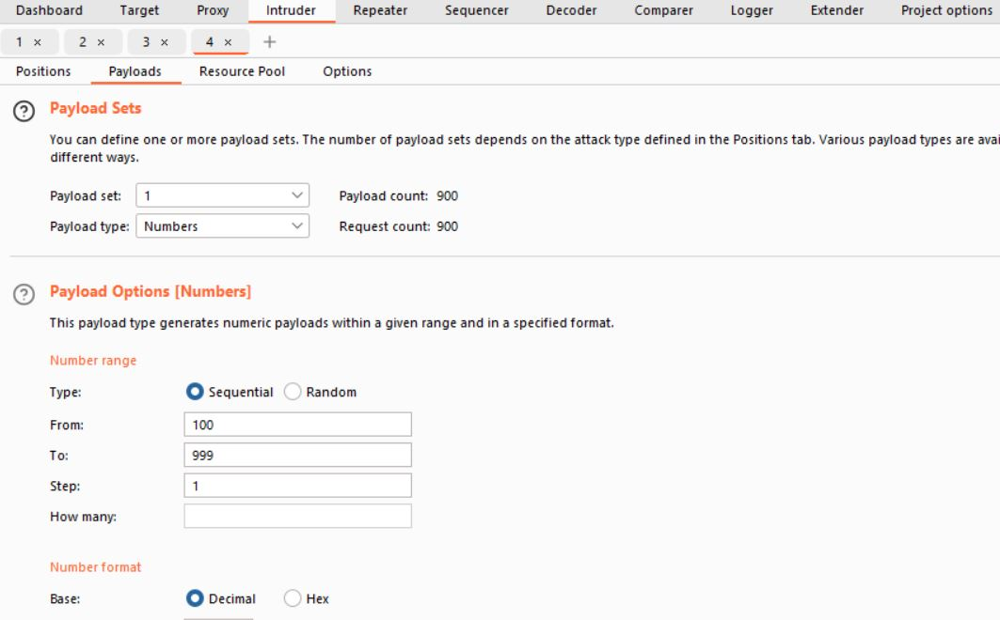 Dashboard Target Proxy Intruder Repeater Sequencer Decoder Comparer Logger Extender Project options
1 × 2 × 3 × 4 × +
Positions Payloads Resource Pool Options
? Payload Sets
You can define one or more payload sets. The number of payload sets depends on the attack type defined in the Positions tab. Various payload types are avai
different ways.
Payload set: 1 Payload count: 900
Payload type: Numbers Request count: 900
? Payload Options [Numbers]
This payload type generates numeric payloads within a given range and in a specified format.
Number range
Type: Sequential Random
From: 100
To: 999
Step: 1
How many:
Number format
Base: Decimal Hex